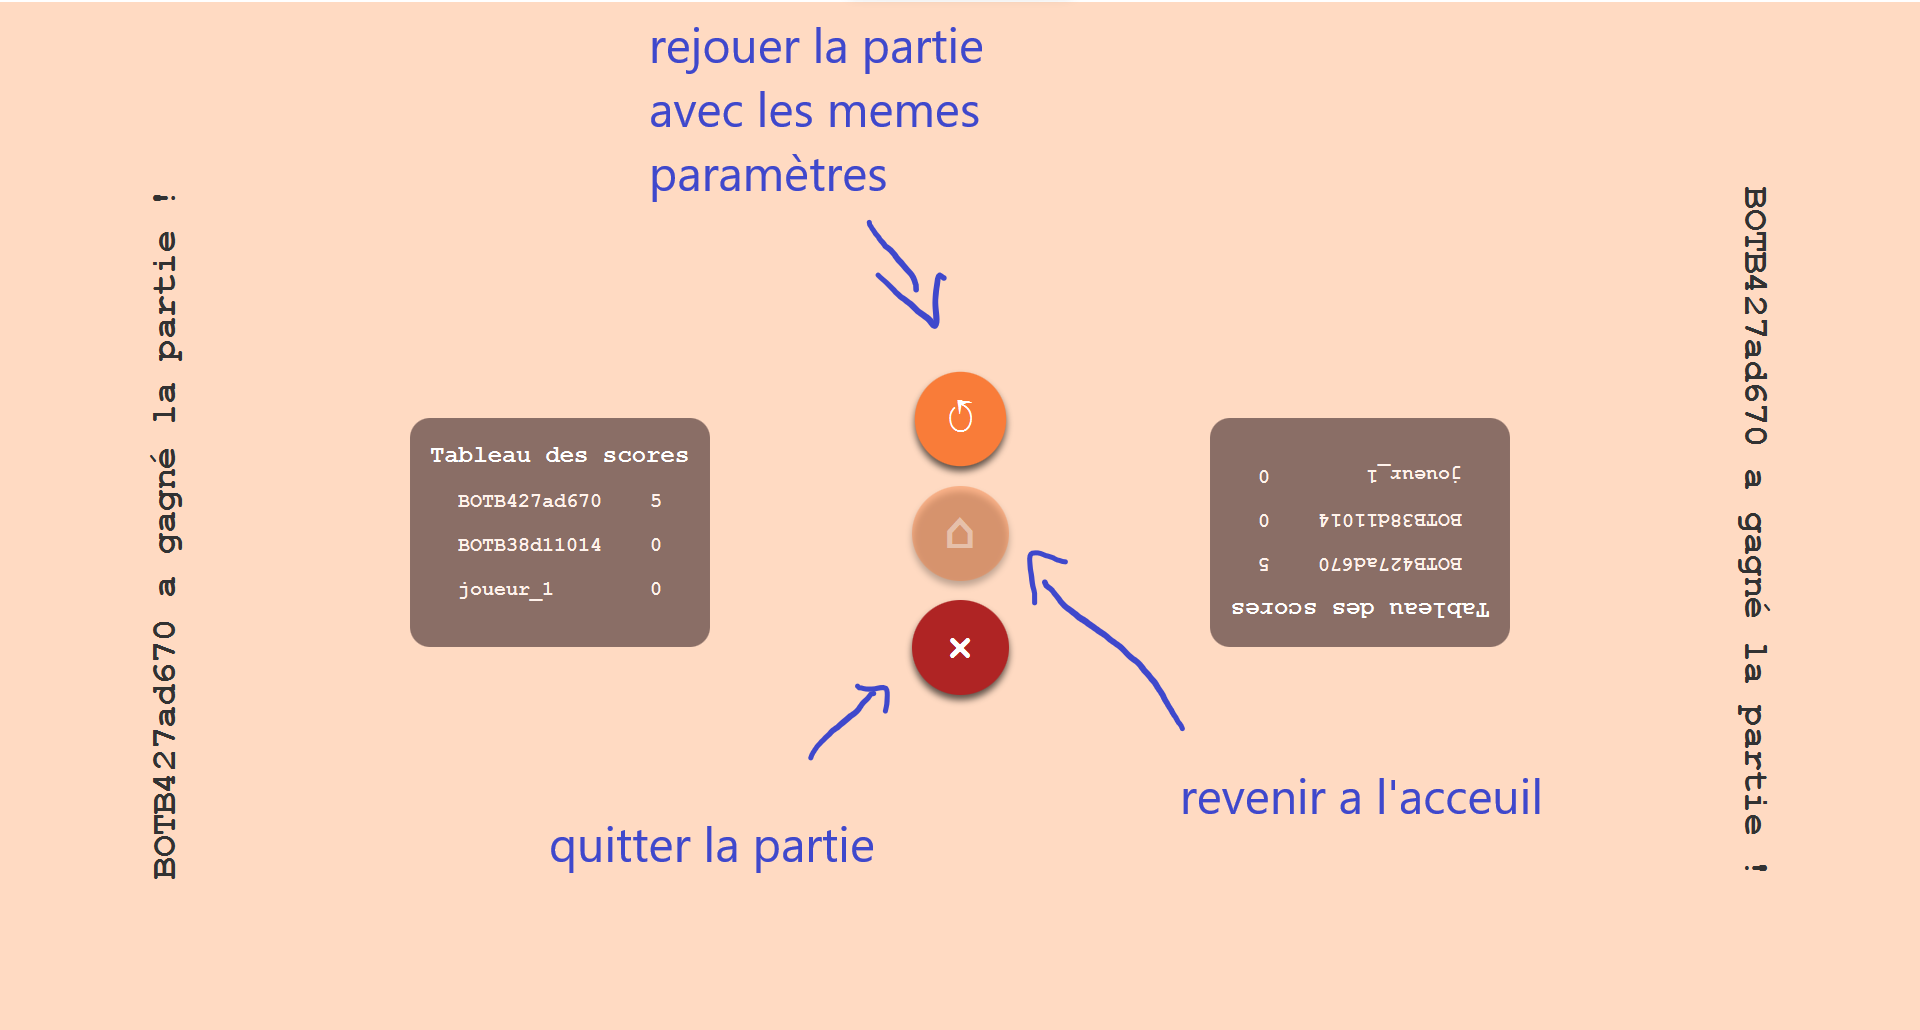 rejouer la partie
avec les memes
paramètres
BOTB427ad670 a gagné la partie !
Tableau des scores
BOTB427ad670 5
BOTB38d11014 0
joueur_1 0
quitter la partie
revenir a l'acceuil
joueur_1 0
BOTB38d11014 0
BOTB427ad670 5
Tableau des scores
BOTB427ad670 a gagné la partie !